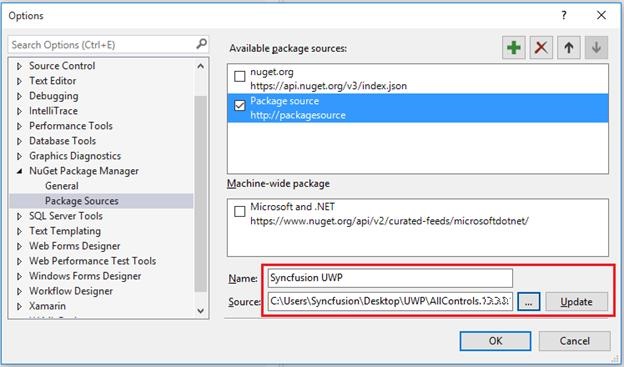 Options
Search Options (Ctrl+E)
Source Control
Text Editor
Debugging
IntelliTrace
Performance Tools
Database Tools
Graphics Diagnostics
NuGet Package Manager
General
Package Sources
SQL Server Tools
Text Templating
Web Forms Designer
Web Performance Test Tools
Windows Forms Designer
Workflow Designer
Xamarin
Available package sources:
nuget.org
https://api.nuget.org/v3/index.json
Package source
http://packagesource
Machine-wide package
Microsoft and .NET
https://www.nuget.org/api/v2/curated-feeds/microsoftdotnet/
Name: Syncfusion UWP
Source: C:\Users\Syncfusion\Desktop\UWP\AllControls. ... Update
OK Cancel